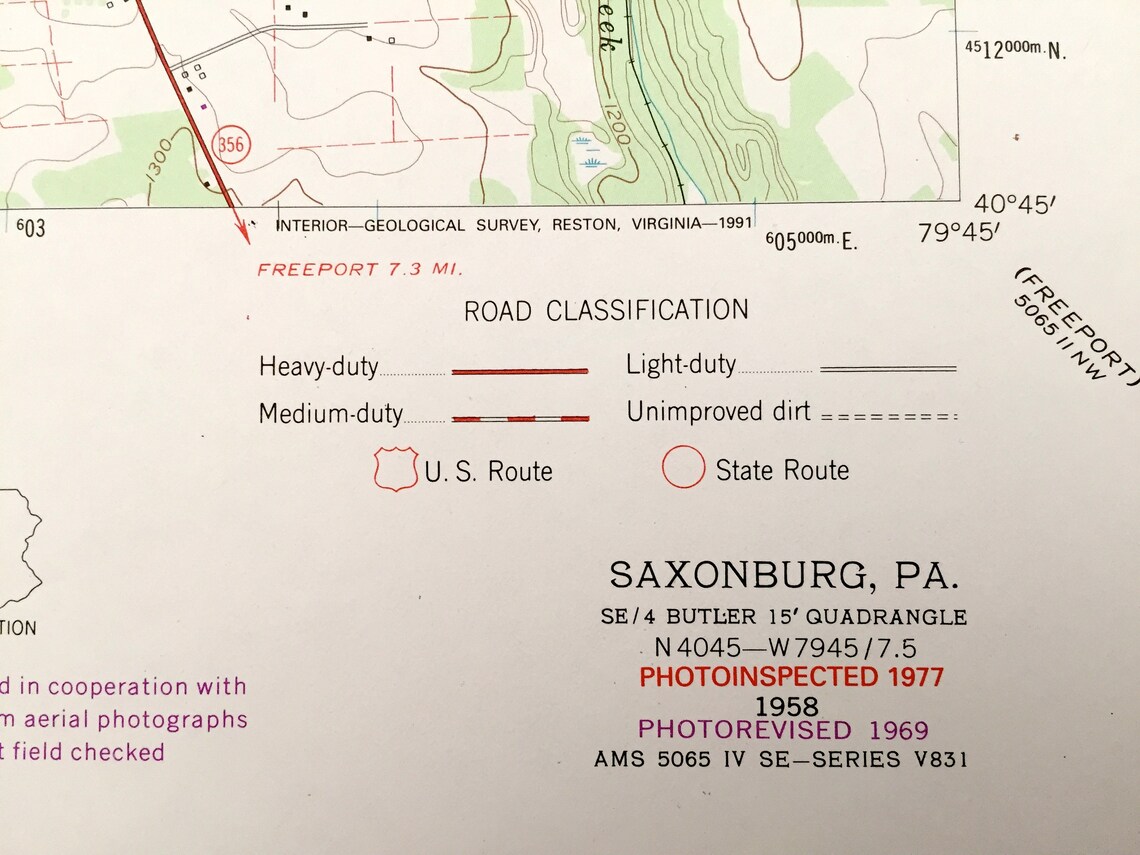 eek
4512000m. N.
1200
356
1300
40°45′
603
INTERIOR—GEOLOGICAL SURVEY, RESTON, VIRGINIA—1991
605000m. E.
79°45′
FREEPORT 7.3 MI.
(FREEPORT)
5065 II NW
ROAD CLASSIFICATION
Heavy-duty
Light-duty
Medium-duty
Unimproved dirt
U. S. Route
State Route
SAXONBURG, PA.
SE/4 BUTLER 15′ QUADRANGLE
TION
N4045—W7945/7.5
PHOTOINSPECTED 1977
d in cooperation with
1958
m aerial photographs
PHOTOREVISED 1969
t field checked
AMS 5065 IV SE—SERIES V831